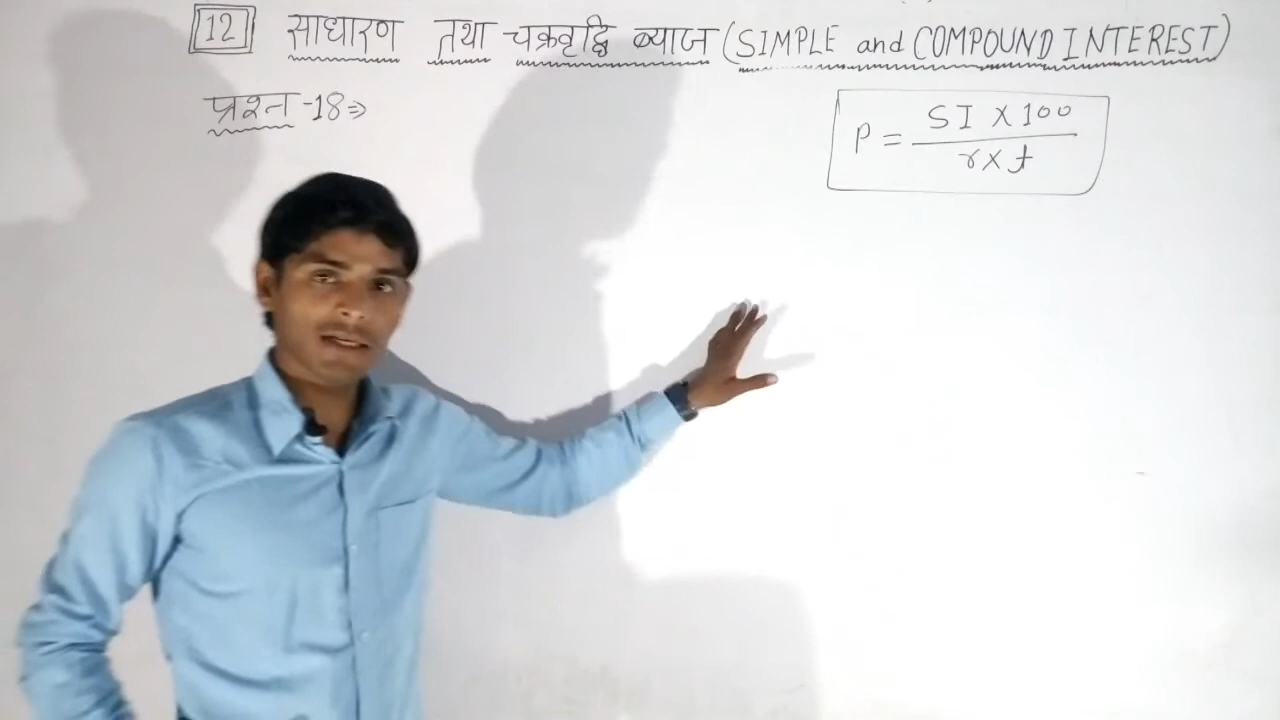 12 साधारण तथा चक्रवृद्धि ब्याज (SIMPLE and COMPOUND INTEREST)
प्रश्न -18⇒
P = SI X 100 / r X t